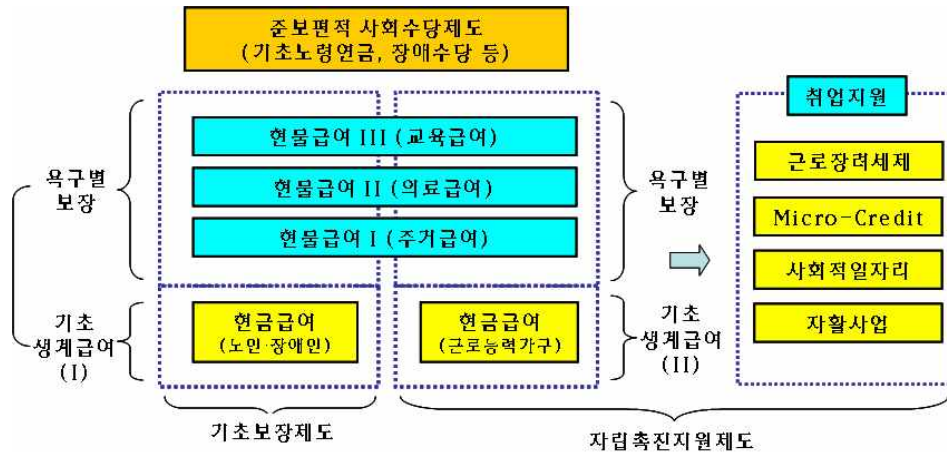 준보편적 사회수당제도
(기초노령연금, 장애수당 등)
취업지원
현물급여 III (교육급여)
현물급여 II (의료급여)
현물급여 I (주거급여)
욕구별
보장
욕구별
보장
근로장려세제
Micro-Credit
사회적일자리
자활사업
기초
생계급여
(I)
현금급여
(노인·장애인)
현금급여
(근로능력가구)
기초
생계급여
(II)
기초보장제도
자립촉진지원제도